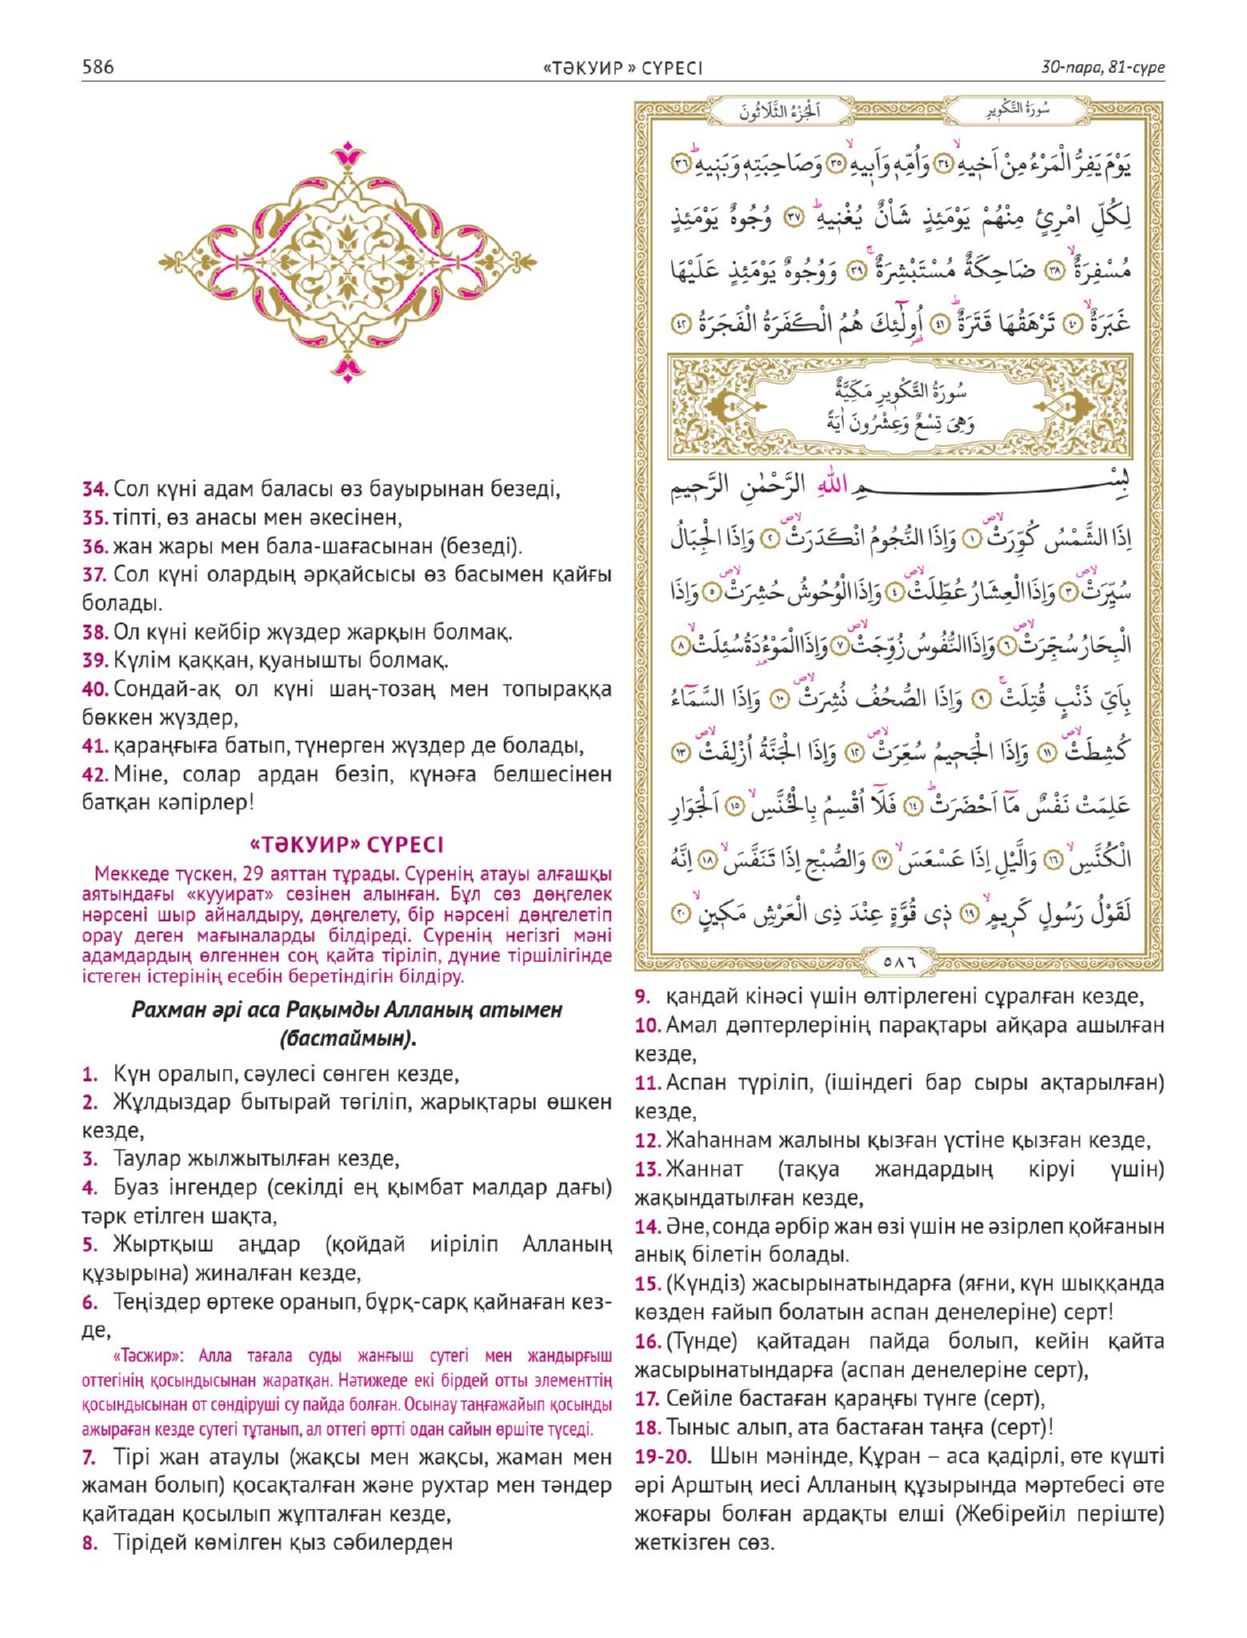 586
«ТӘКУИР » СҮРЕСІ
30-пара, 81-сүре
34. Сол күні адам баласы өз бауырынан безеді,
35. тіпті, өз анасы мен әкесінен,
36. жан жары мен бала-шағасынан (безеді).
37. Сол күні олардың әрқайсысы өз басымен қайғы
болады.
38. Ол күні кейбір жүздер жарқын болмақ.
39. Күлім қаққан, қуанышты болмақ.
40. Сондай-ақ ол күні шаң-тозаң мен топыраққа
бөккен жүздер,
41. қараңғыға батып, түнерген жүздер де болады,
42. Міне, солар ардан безіп, күнәға белшесінен
батқан кәпірлер!
«ТӘКУИР» СҮРЕСІ
Меккеде түскен, 29 аяттан тұрады. Сүренің атауы алғашқы
аятындағы «кууират» сөзінен алынған. Бұл сөз дөңгелек
нәрсені шыр айналдыру, дөңгелету, бір нәрсені дөңгелетіп
орау деген мағыналарды білдіреді. Сүренің негізгі мәні
адамдардың өлгеннен соң қайта тіріліп, дүние тіршілігінде
істеген істерінің есебін беретіндігін білдіру.
Рахман әрі аса Рақымды Алланың атымен
(бастаймын).
1. Күн оралып, сәулесі сөнген кезде,
2. Жұлдыздар бытырай төгіліп, жарықтары өшкен
кезде,
3. Таулар жылжытылған кезде,
4. Буаз інгендер (секілді ең қымбат малдар дағы)
тәрк етілген шақта,
5. Жыртқыш аңдар (қойдай иіріліп Алланың
құзырына) жиналған кезде,
6. Теңіздер өртеке оранып, бұрқ-сарқ қайнаған кез-
де,
«Тәсжир»: Алла тағала суды жанғыш сутегі мен жандырғыш
оттегінің қосындысынан жаратқан. Нәтижеде екі бірдей отты элементтің
қосындысынан от сөндіруші су пайда болған. Осынау таңғажайып қосынды
ажыраған кезде сутегі тұтанып, ал оттегі өртті одан сайын өршіте түседі.
7. Тірі жан атаулы (жақсы мен жақсы, жаман мен
жаман болып) қосақталған және рухтар мен тәндер
қайтадан қосылып жұпталған кезде,
8. Тірідей көмілген қыз сәбилерден
اَلْجُزْءُ الثَّلَاثُونَ
سُورَةُ التَّكْوِيرِ
يَوْمَ يَفِرُّ الْمَرْءُ مِنْ اَخِيهِۙ ﴿٣٤﴾ وَاُمِّهِ وَاَبِيهِۙ ﴿٣٥﴾ وَصَاحِبَتِهِ وَبَنِيهِۜ ﴿٣٦﴾
لِكُلِّ امْرِئٍ مِنْهُمْ يَوْمَئِذٍ شَأْنٌ يُغْنِيهِۜ ﴿٣٧﴾ وُجُوهٌ يَوْمَئِذٍ
مُسْفِرَةٌۙ ﴿٣٨﴾ ضَاحِكَةٌ مُسْتَبْشِرَةٌۚ ﴿٣٩﴾ وَوُجُوهٌ يَوْمَئِذٍ عَلَيْهَا
غَبَرَةٌۙ ﴿٤٠﴾ تَرْهَقُهَا قَتَرَةٌۜ ﴿٤١﴾ اُولٰٓئِكَ هُمُ الْكَفَرَةُ الْفَجَرَةُ ﴿٤٢﴾
سُورَةُ التَّكْوِيرِ مَكِّيَّةٌ
وَهِيَ تِسْعٌ وَعِشْرُونَ اٰيَةً
بِسْمِ اللّٰهِ الرَّحْمٰنِ الرَّحِيمِ
اِذَا الشَّمْسُ كُوِّرَتْ ﴿١﴾ وَاِذَا النُّجُومُ انْكَدَرَتْ ﴿٢﴾ وَاِذَا الْجِبَالُ
سُيِّرَتْ ﴿٣﴾ وَاِذَا الْعِشَارُ عُطِّلَتْ ﴿٤﴾ وَاِذَا الْوُحُوشُ حُشِرَتْ ﴿٥﴾ وَاِذَا
الْبِحَارُ سُجِّرَتْ ﴿٦﴾ وَاِذَا النُّفُوسُ زُوِّجَتْ ﴿٧﴾ وَاِذَا الْمَوْءُدَةُ سُئِلَتْۙ ﴿٨﴾
بِاَيِّ ذَنْبٍ قُتِلَتْۚ ﴿٩﴾ وَاِذَا الصُّحُفُ نُشِرَتْ ﴿١٠﴾ وَاِذَا السَّمَٓاءُ
كُشِطَتْ ﴿١١﴾ وَاِذَا الْجَحِيمُ سُعِّرَتْ ﴿١٢﴾ وَاِذَا الْجَنَّةُ اُزْلِفَتْ ﴿١٣﴾
عَلِمَتْ نَفْسٌ مَٓا اَحْضَرَتْۜ ﴿١٤﴾ فَلَٓا اُقْسِمُ بِالْخُنَّسِۙ ﴿١٥﴾ اَلْجَوَارِ
الْكُنَّسِۙ ﴿١٦﴾ وَالَّيْلِ اِذَا عَسْعَسَۙ ﴿١٧﴾ وَالصُّبْحِ اِذَا تَنَفَّسَۙ ﴿١٨﴾ اِنَّهُ
لَقَوْلُ رَسُولٍ كَرِيمٍۙ ﴿١٩﴾ ذِي قُوَّةٍ عِنْدَ ذِي الْعَرْشِ مَكِينٍۙ ﴿٢٠﴾
٥٨٦
9. қандай кінәсі үшін өлтірлегені сұралған кезде,
10. Амал дәптерлерінің парақтары айқара ашылған
кезде,
11. Аспан түріліп, (ішіндегі бар сыры ақтарылған)
кезде,
12. Жаһаннам жалыны қызған үстіне қызған кезде,
13. Жаннат (тақуа жандардың кіруі үшін)
жақындатылған кезде,
14. Әне, сонда әрбір жан өзі үшін не әзірлеп қойғанын
анық білетін болады.
15. (Күндіз) жасырынатындарға (яғни, күн шыққанда
көзден ғайып болатын аспан денелеріне) серт!
16. (Түнде) қайтадан пайда болып, кейін қайта
жасырынатындарға (аспан денелеріне серт),
17. Сейіле бастаған қараңғы түнге (серт),
18. Тыныс алып, ата бастаған таңға (серт)!
19-20. Шын мәнінде, Құран – аса қадірлі, өте күшті
әрі Арштың иесі Алланың құзырында мәртебесі өте
жоғары болған ардақты елші (Жебірейіл періште)
жеткізген сөз.